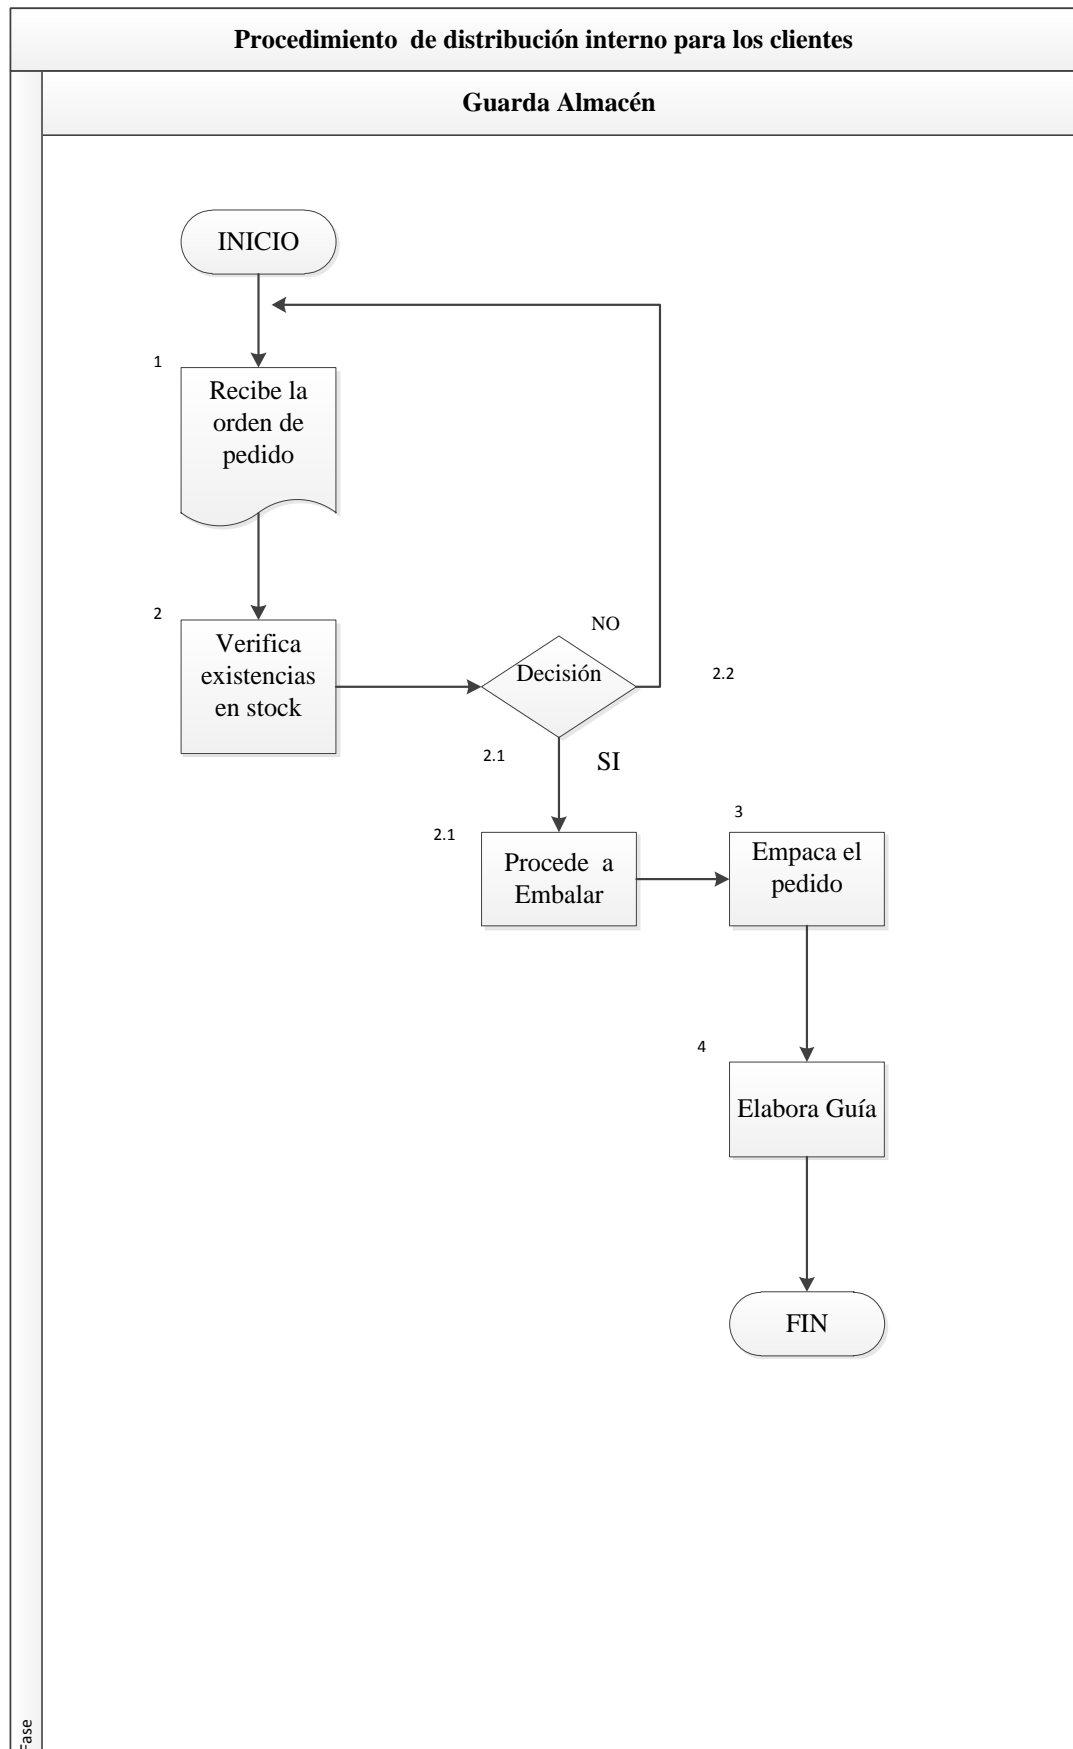 Procedimiento de distribución interno para los clientes
Guarda Almacén
INICIO
1
Recibe la
orden de
pedido
2
Verifica
existencias
en stock
NO
Decisión
2.2
2.1
SI
2.1
Procede a
Embalar
3
Empaca el
pedido
4
Elabora Guía
FIN
Fase